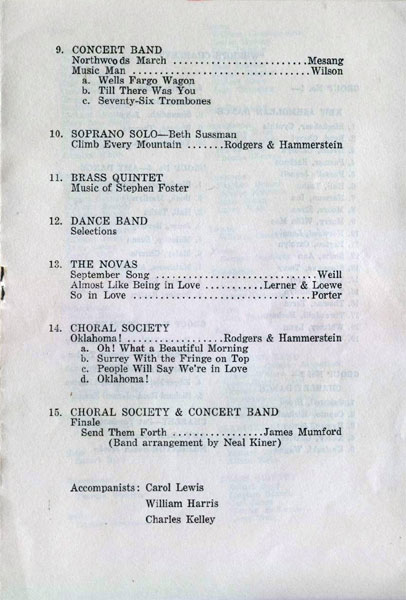 9. CONCERT BAND
Northwoods March ......................Mesang
Music Man ..............................Wilson
a. Wells Fargo Wagon
b. Till There Was You
c. Seventy-Six Trombones
10. SOPRANO SOLO—Beth Sussman
Climb Every Mountain .......Rodgers & Hammerstein
11. BRASS QUINTET
Music of Stephen Foster
12. DANCE BAND
Selections
13. THE NOVAS
September Song ..........................Weill
Almost Like Being in Love ..........Lerner & Loewe
So in Love ..............................Porter
14. CHORAL SOCIETY
Oklahoma! ..................Rodgers & Hammerstein
a. Oh! What a Beautiful Morning
b. Surrey With the Fringe on Top
c. People Will Say We're in Love
d. Oklahoma!
15. CHORAL SOCIETY & CONCERT BAND
Finale
Send Them Forth .................James Mumford
(Band arrangement by Neal Kiner)
Accompanists: Carol Lewis
William Harris
Charles Kelley